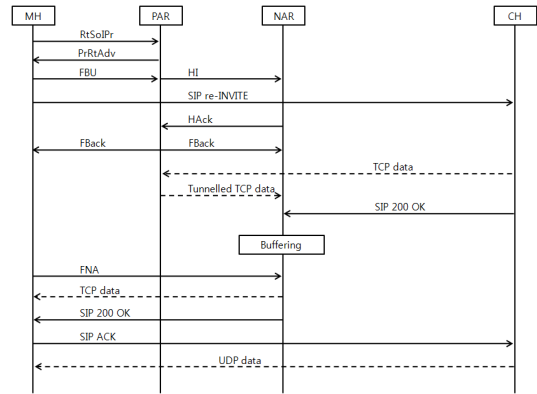 MH PAR NAR CH
RtSolPr
PrRtAdv
FBU HI
SIP re-INVITE
HAck
FBack FBack
TCP data
Tunnelled TCP data
SIP 200 OK
Buffering
FNA
TCP data
SIP 200 OK
SIP ACK
UDP data